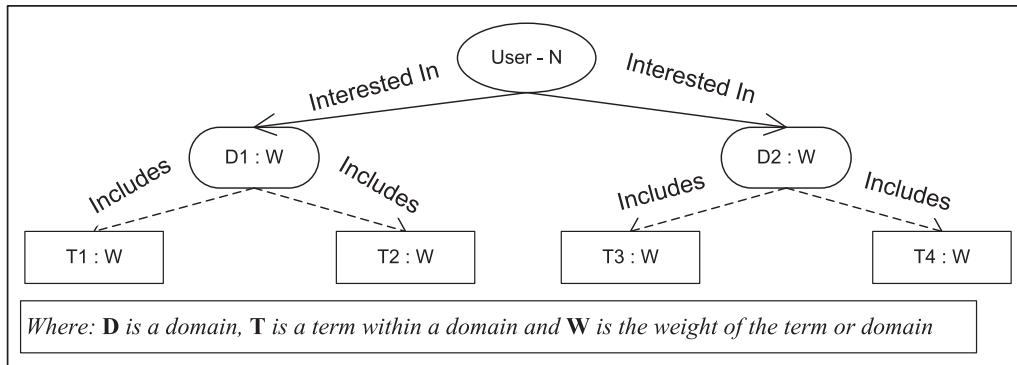 User - N
Interested In
Interested In
D1 : W
D2 : W
Includes
Includes
Includes
Includes
T1 : W
T2 : W
T3 : W
T4 : W
Where: D is a domain, T is a term within a domain and W is the weight of the term or domain